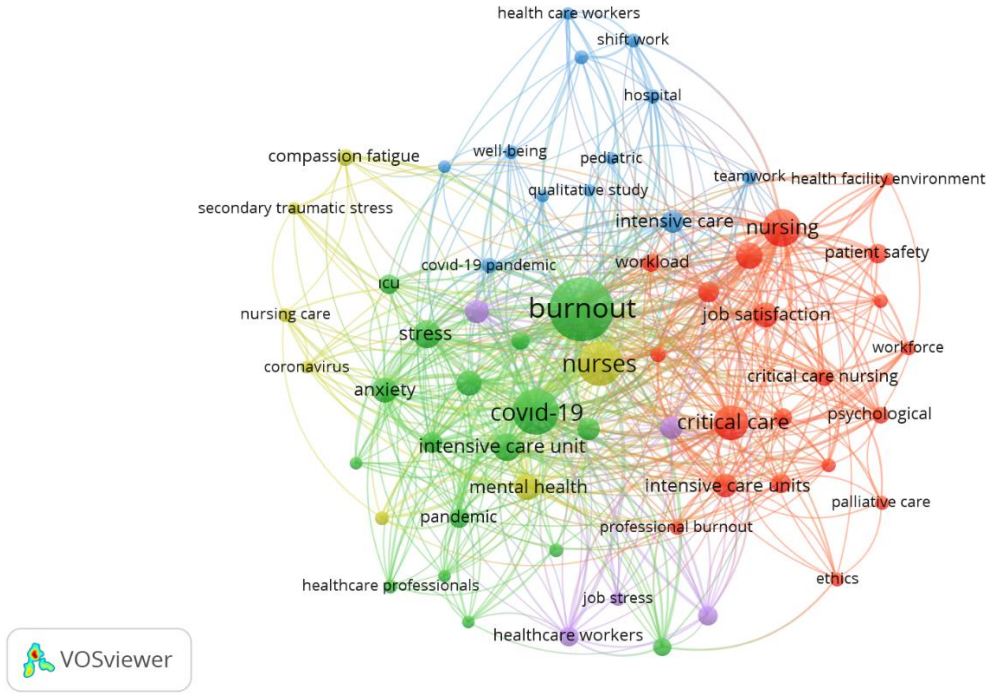 health care workers
shift work
hospital
well-being
compassion fatigue
pediatric
teamwork
health facility environment
qualitative study
secondary traumatic stress
intensive care
nursing
patient safety
covid-19 pandemic
workload
icu
burnout
nursing care
job satisfaction
stress
workforce
nurses
coronavirus
critical care nursing
anxiety
covid-19
psychological
critical care
intensive care unit
mental health
intensive care units
palliative care
pandemic
professional burnout
ethics
healthcare professionals
job stress
healthcare workers
VOSviewer